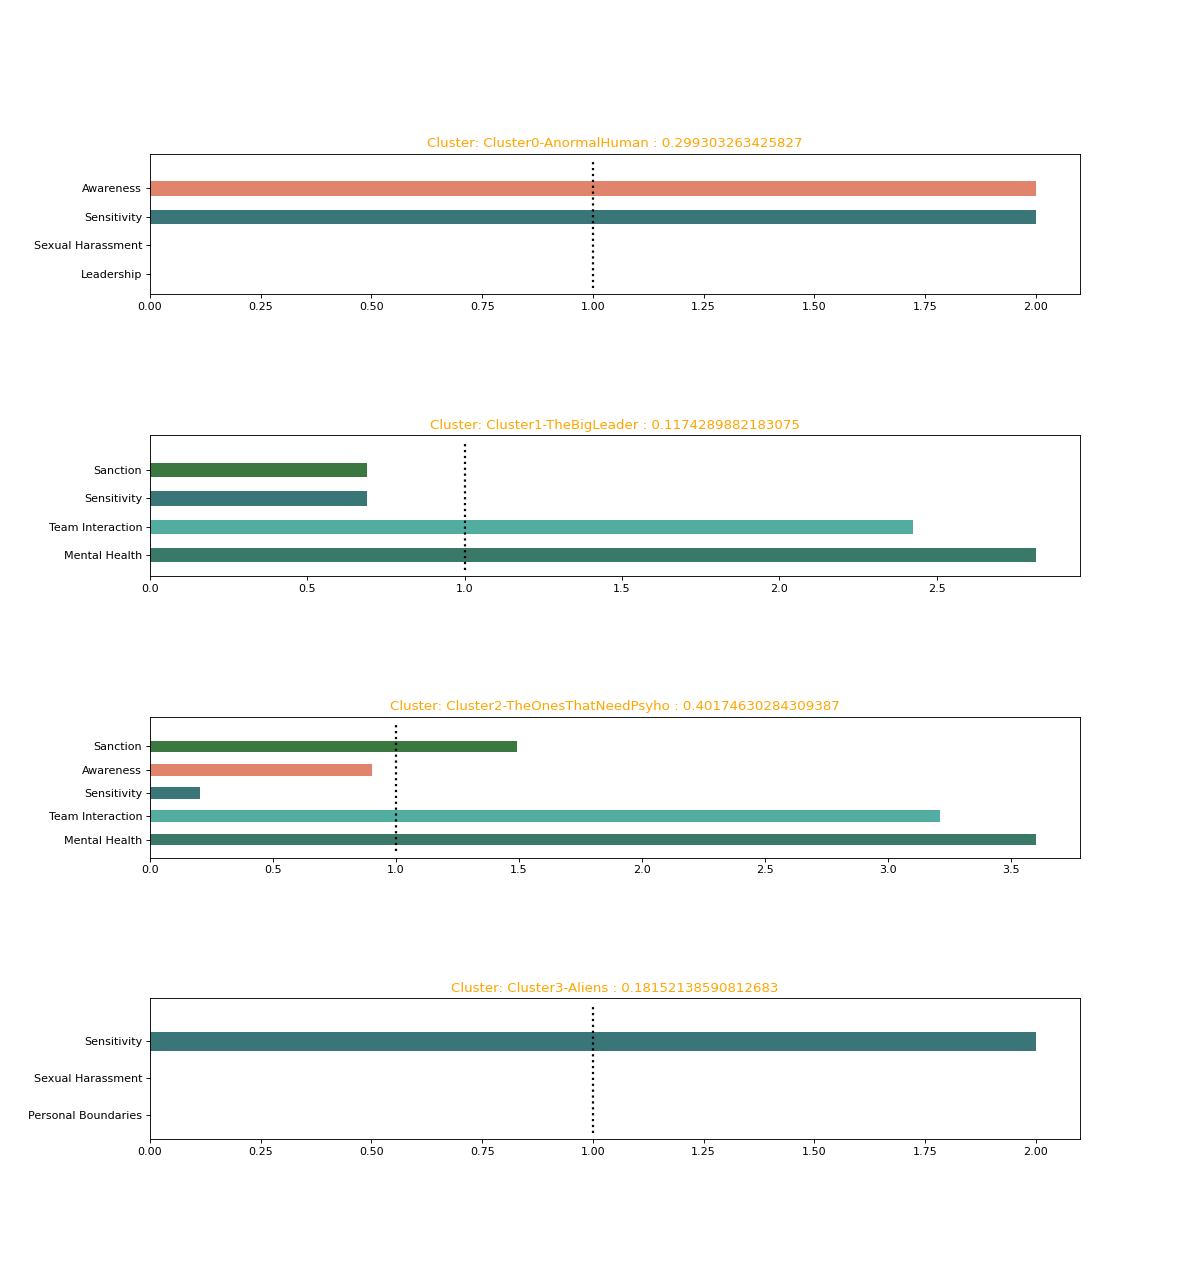 Cluster: Cluster0-AnormalHuman : 0.299303263425827
Awareness
Sensitivity
Sexual Harassment
Leadership
0.00 0.25 0.50 0.75 1.00 1.25 1.50 1.75 2.00
Cluster: Cluster1-TheBigLeader : 0.1174289882183075
Sanction
Sensitivity
Team Interaction
Mental Health
0.0 0.5 1.0 1.5 2.0 2.5
Cluster: Cluster2-TheOnesThatNeedPsyho : 0.40174630284309387
Sanction
Awareness
Sensitivity
Team Interaction
Mental Health
0.0 0.5 1.0 1.5 2.0 2.5 3.0 3.5
Cluster: Cluster3-Aliens : 0.18152138590812683
Sensitivity
Sexual Harassment
Personal Boundaries
0.00 0.25 0.50 0.75 1.00 1.25 1.50 1.75 2.00